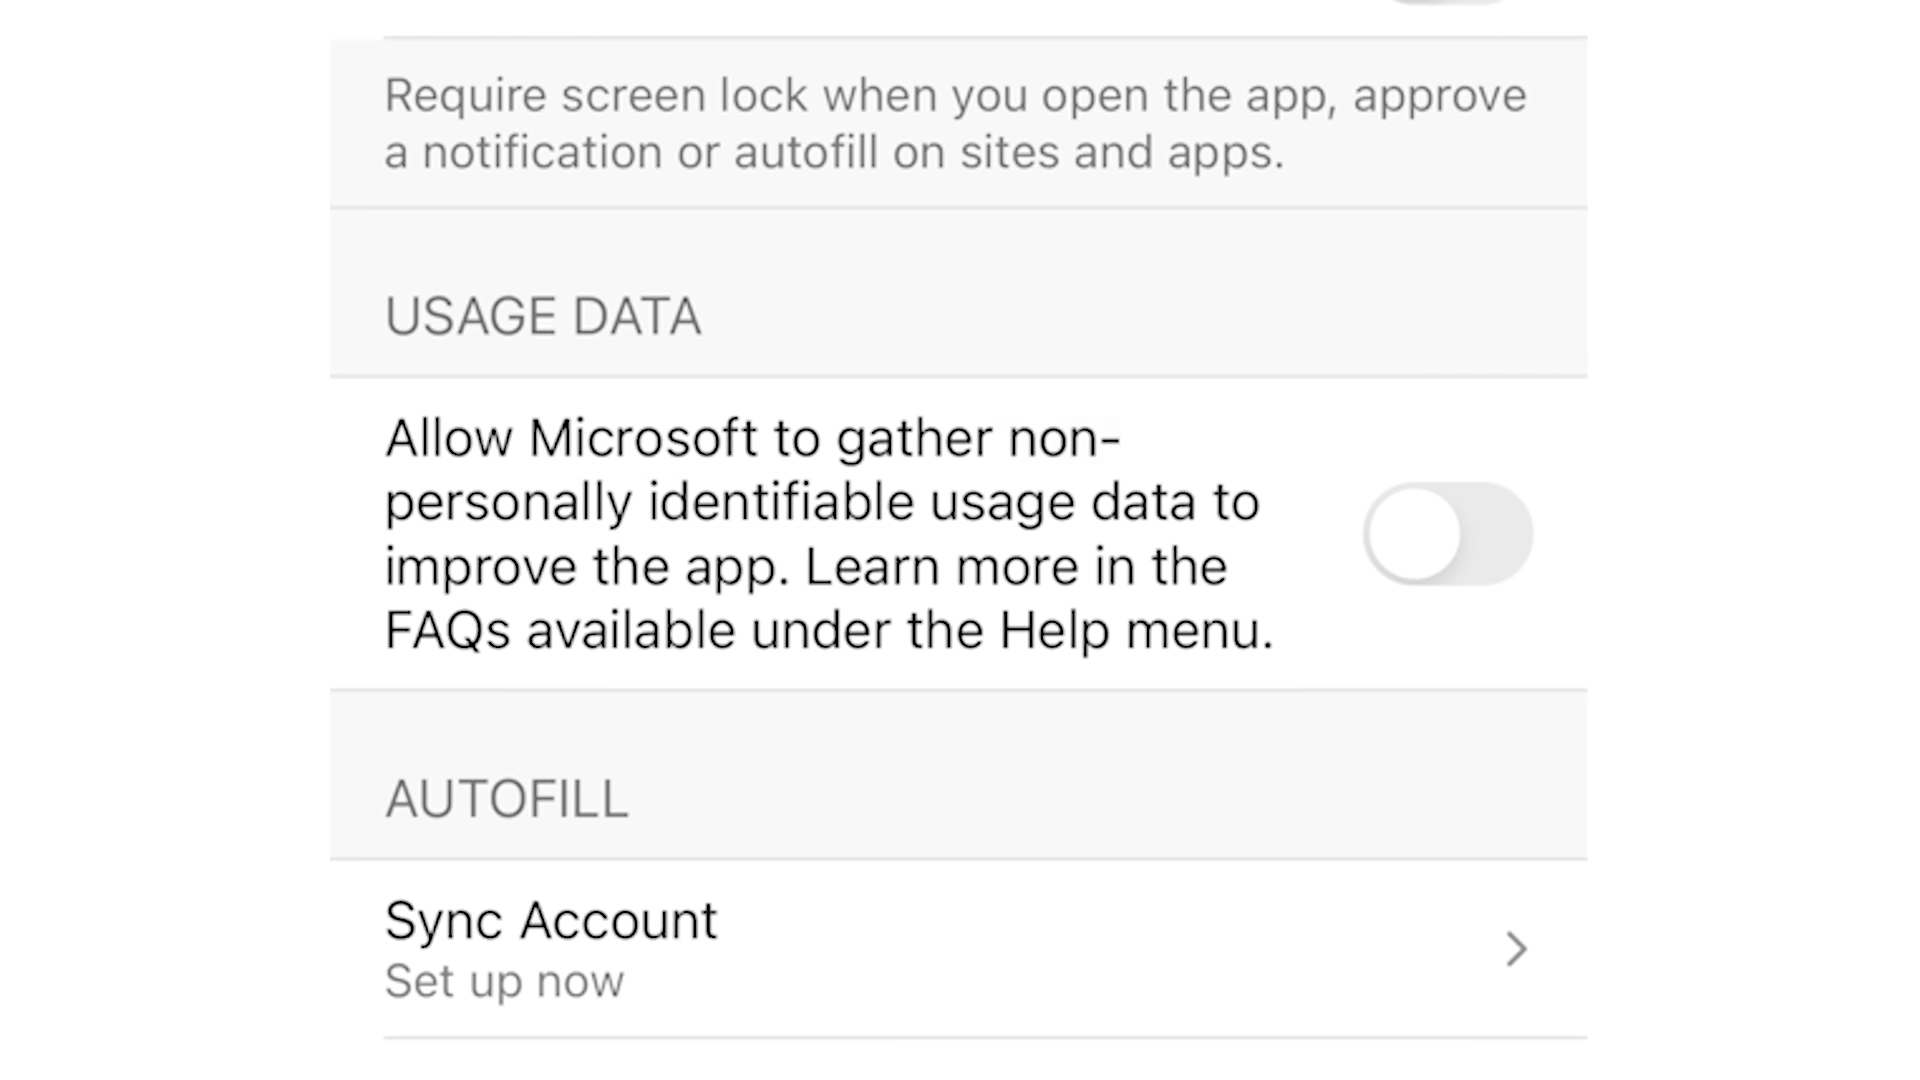 Require screen lock when you open the app, approve
a notification or autofill on sites and apps.
USAGE DATA
Allow Microsoft to gather non-
personally identifiable usage data to
improve the app. Learn more in the
FAQs available under the Help menu.
AUTOFILL
Sync Account
Set up now